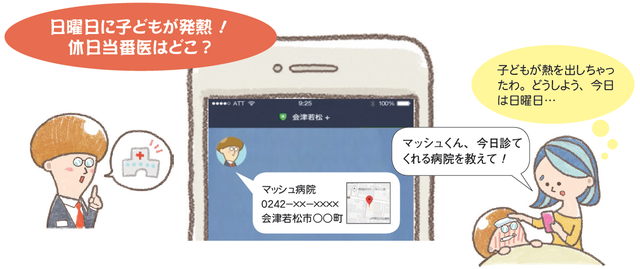 日曜日に子どもが発熱！
休日当番医はどこ？
ATT
9:25
100%
会津若松 +
マッシュ病院
0242-××-××××
会津若松市〇〇町
子どもが熱を出しちゃっ
たわ。どうしよう、今日
は日曜日…
マッシュくん、今日診て
くれる病院を教えて！